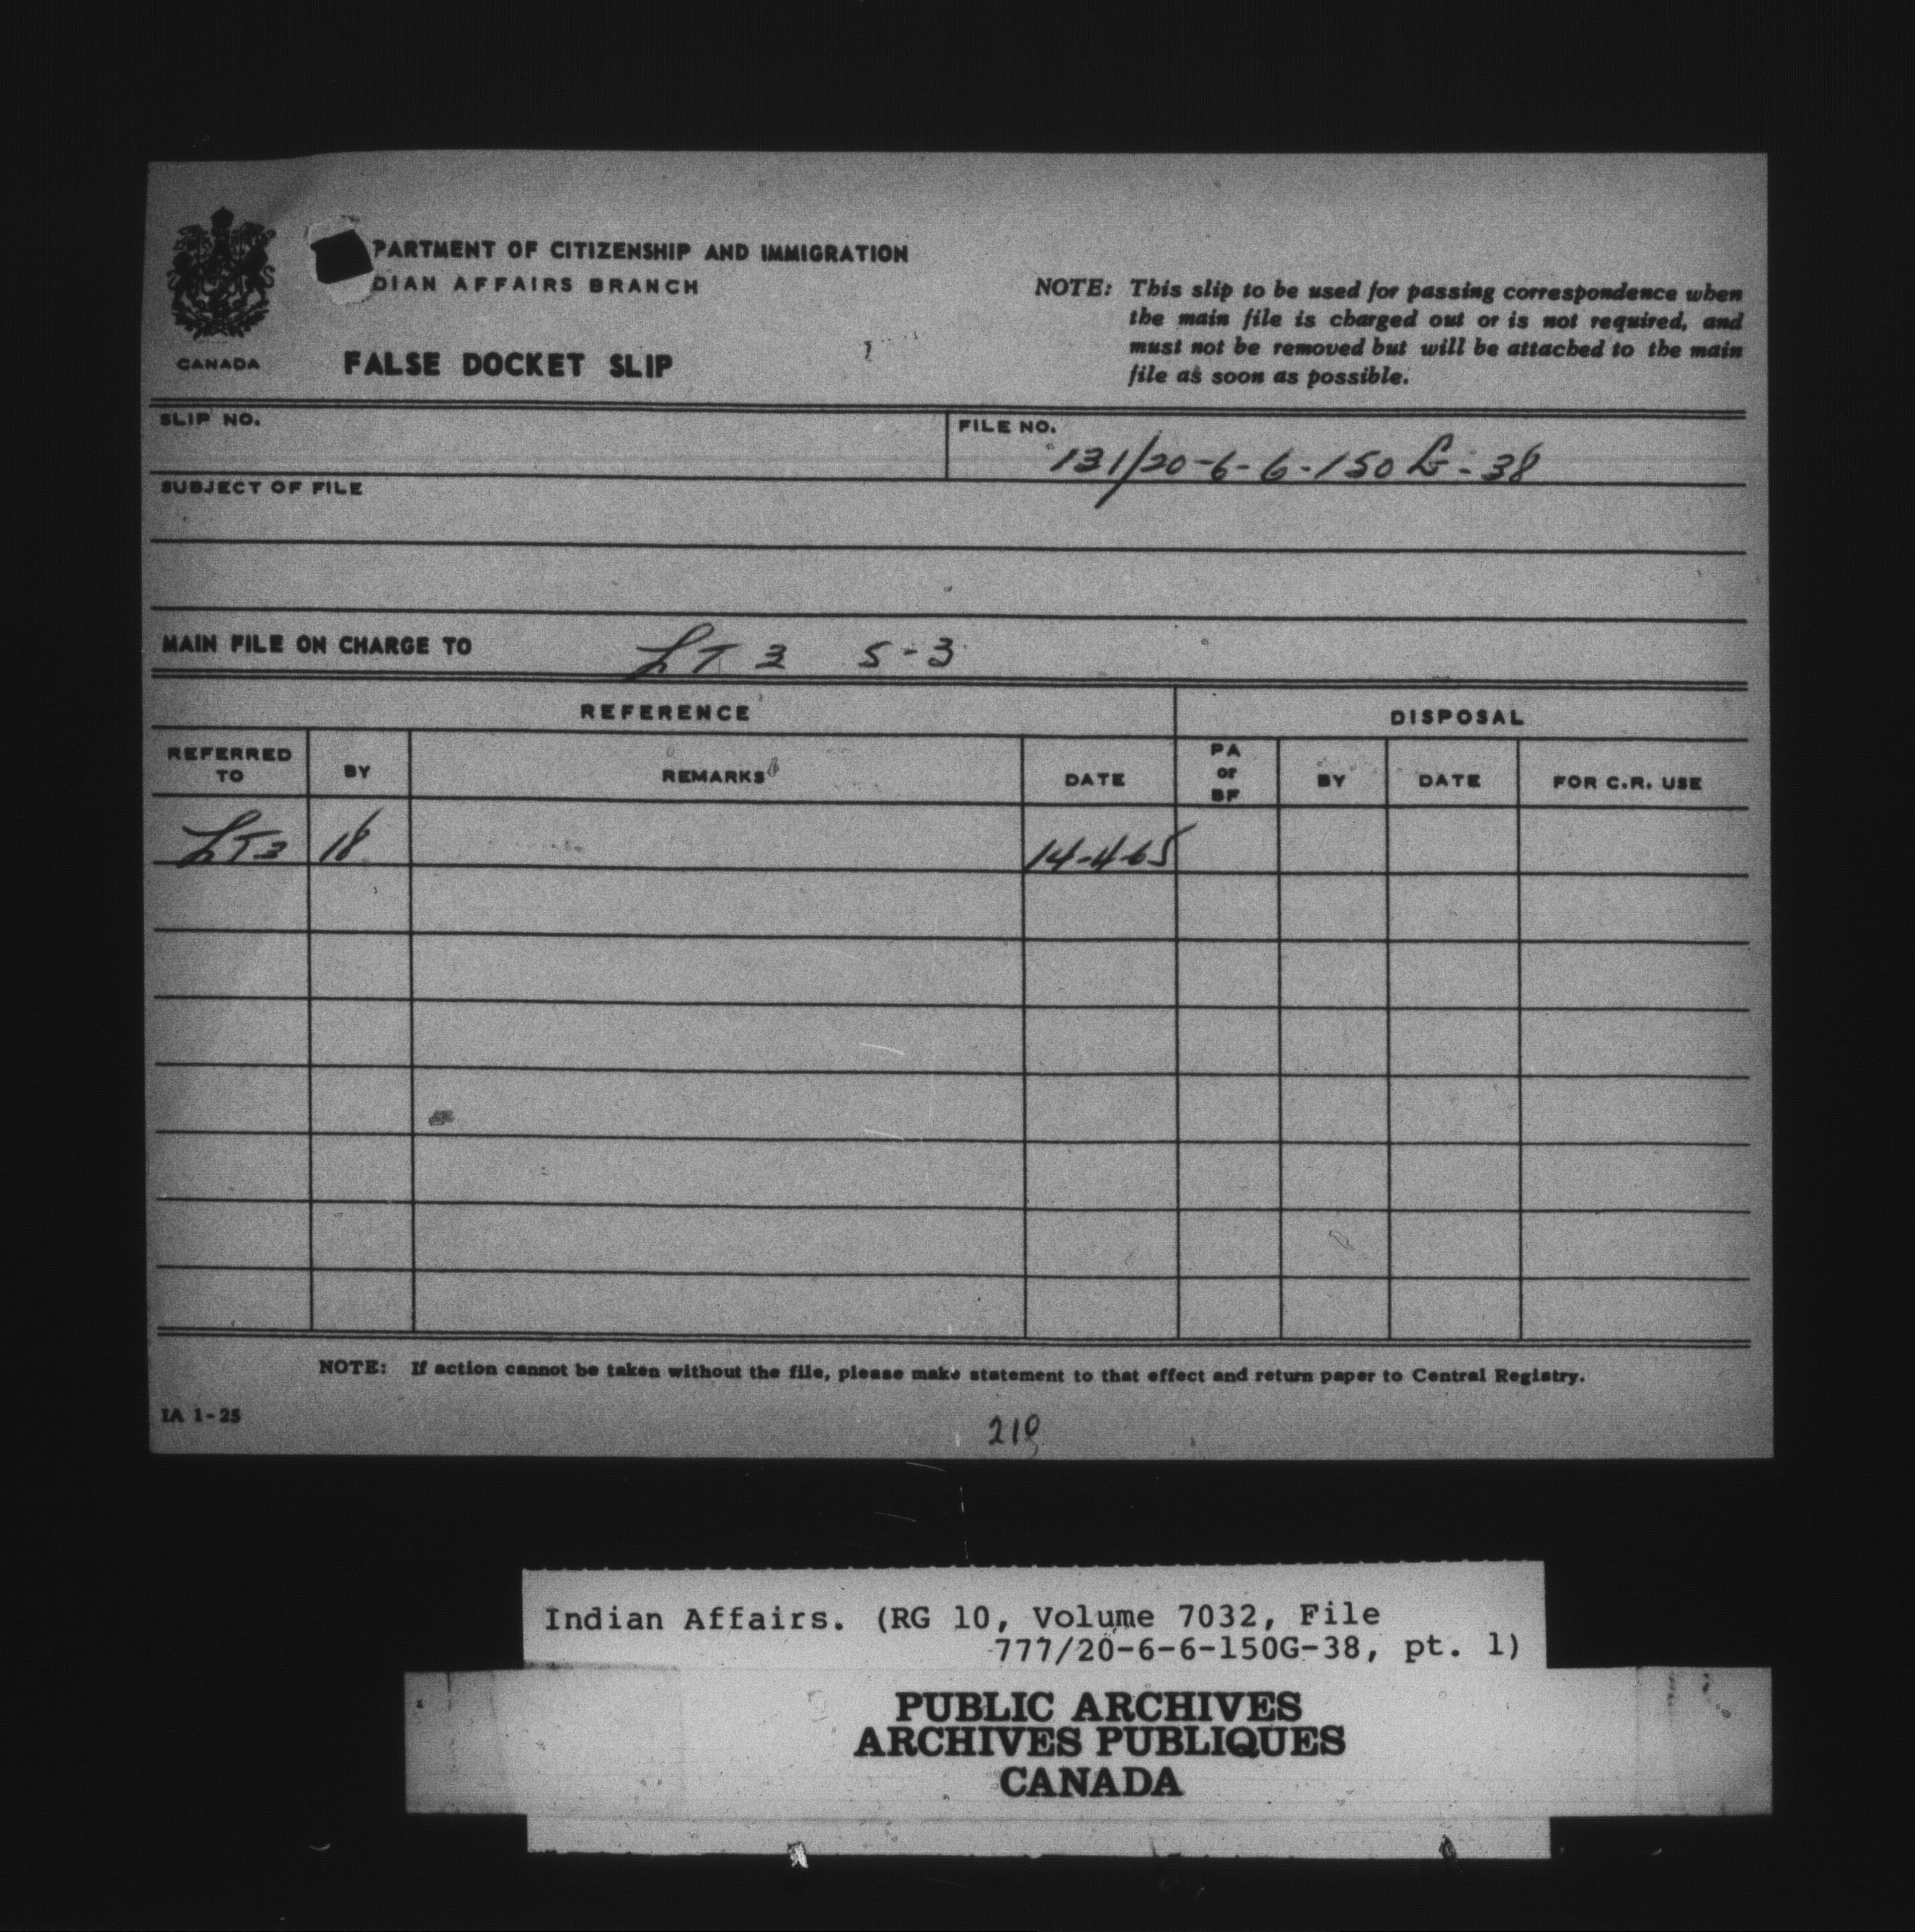 PARTMENT OF CITIZENSHIP AND IMMIGRATION
DIAN AFFAIRS BRANCH
CANADA
FALSE DOCKET SLIP
NOTE: This slip to be used for passing correspondence when
the main file is charged out or is not required, and
must not be removed but will be attached to the main
file as soon as possible.
SLIP NO.
FILE NO.
131/20-6-6-150 G-38
SUBJECT OF FILE
MAIN FILE ON CHARGE TO LT 3 5-3
REFERENCE DISPOSAL
REFERRED TO BY REMARKS DATE PA or BF BY DATE FOR C.R. USE
LT3 18 14-4-65
NOTE: If action cannot be taken without the file, please make statement to that effect and return paper to Central Registry.
IA 1-25
Indian Affairs. (RG 10, Volume 7032, File
777/20-6-6-150G-38, pt. 1)
PUBLIC ARCHIVES
ARCHIVES PUBLIQUES
CANADA